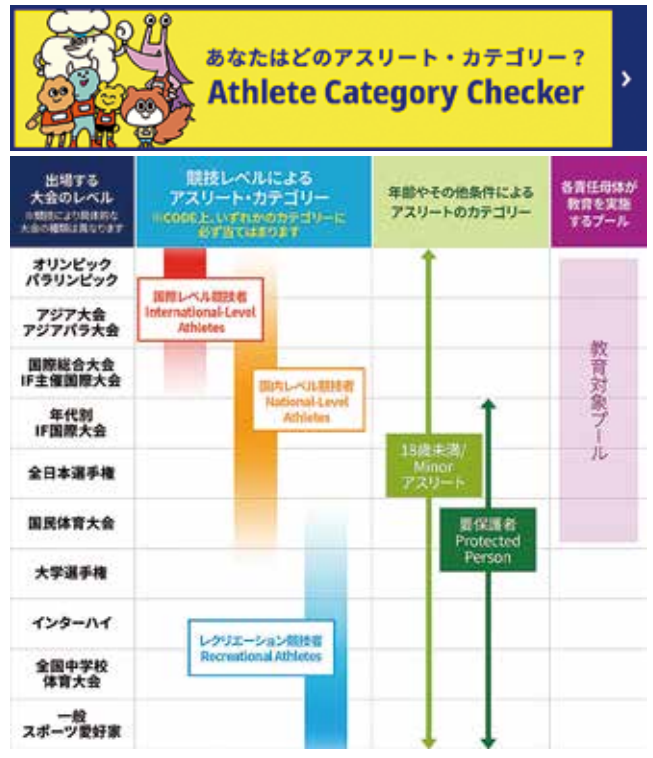 あなたはどのアスリート・カテゴリー？
Athlete Category Checker
出場する
大会のレベル
※競技により具体的な
大会の種類は異なります
競技レベルによる
アスリート・カテゴリー
※CODE上、いずれかのカテゴリーに
必ず当てはまります
年齢やその他条件による
アスリートのカテゴリー
各責任母体が
教育を実施
するプール
オリンピック
パラリンピック
アジア大会
アジアパラ大会
国際総合大会
IF主催国際大会
年代別
IF国際大会
全日本選手権
国民体育大会
大学選手権
インターハイ
全国中学校
体育大会
一般
スポーツ愛好家
国際レベル競技者
International-Level
Athletes
国内レベル競技者
National-Level
Athletes
レクリエーション競技者
Recreational Athletes
18歳未満/
Minor
アスリート
要保護者
Protected
Person
教育対象プール